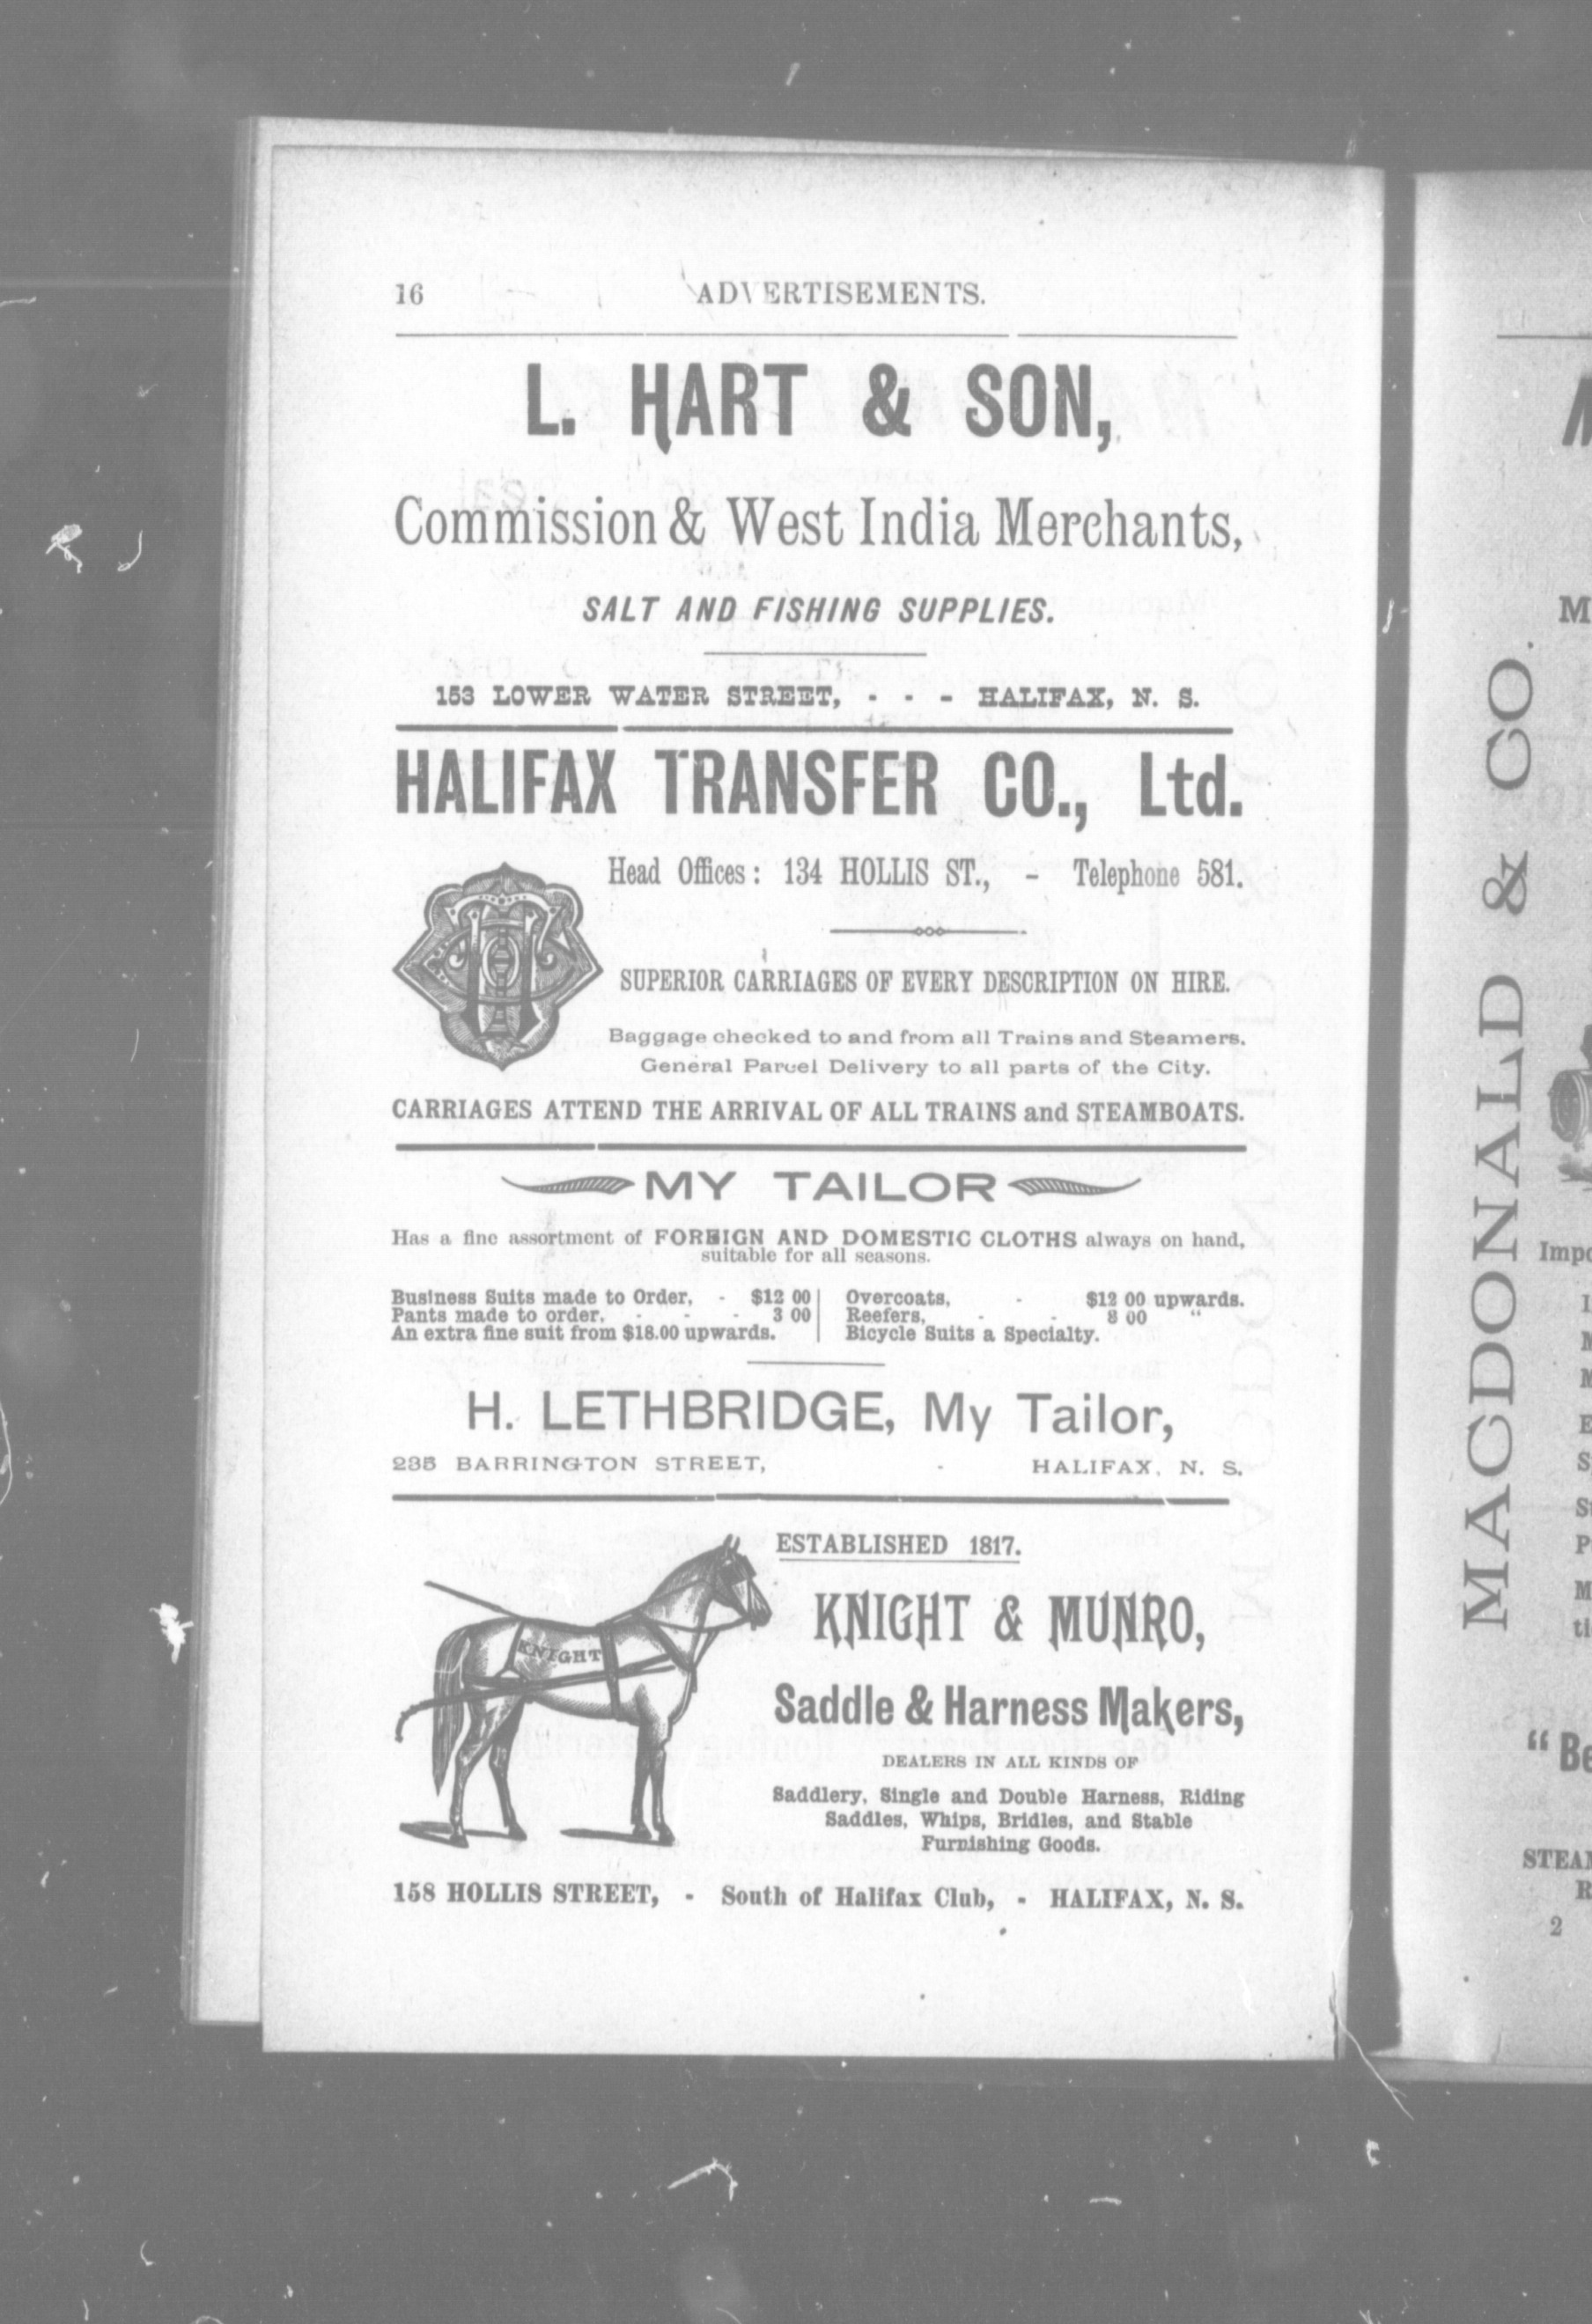 16 ADVERTISEMENTS.
L. HART & SON,
Commission & West India Merchants,
SALT AND FISHING SUPPLIES.
153 LOWER WATER STREET, - - - HALIFAX, N. S.
HALIFAX TRANSFER CO., Ltd.
Head Offices: 134 HOLLIS ST., - Telephone 581.
SUPERIOR CARRIAGES OF EVERY DESCRIPTION ON HIRE.
Baggage checked to and from all Trains and Steamers.
General Parcel Delivery to all parts of the City.
CARRIAGES ATTEND THE ARRIVAL OF ALL TRAINS and STEAMBOATS.
MY TAILOR
Has a fine assortment of FOREIGN AND DOMESTIC CLOTHS always on hand,
suitable for all seasons.
Business Suits made to Order, - $12 00
Pants made to order, - - - 3 00
An extra fine suit from $18.00 upwards.
Overcoats, - $12 00 upwards.
Reefers, - - 8 00 "
Bicycle Suits a Specialty.
H. LETHBRIDGE, My Tailor,
235 BARRINGTON STREET, - HALIFAX, N. S.
ESTABLISHED 1817.
KNIGHT & MUNRO,
KNIGHT
Saddle & Harness Makers,
DEALERS IN ALL KINDS OF
Saddlery, Single and Double Harness, Riding
Saddles, Whips, Bridles, and Stable
Furnishing Goods.
158 HOLLIS STREET, - South of Halifax Club, - HALIFAX, N. S.
MACDONALD & CO.
2